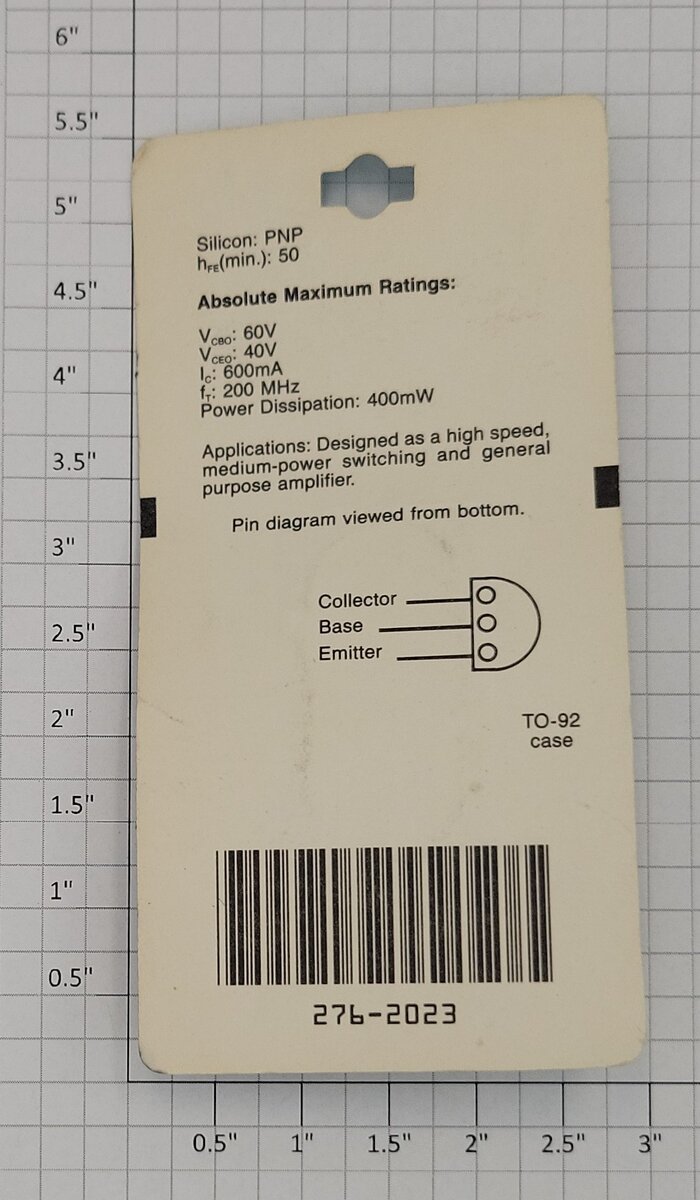 6"
5.5"
5"
4.5"
4"
3.5"
3"
2.5"
2"
1.5"
1"
0.5"
Silicon: PNP
hFE(min.): 50
Absolute Maximum Ratings:
VCBO: 60V
VCEO: 40V
IC: 600mA
fT: 200 MHz
Power Dissipation: 400mW
Applications: Designed as a high speed,
medium-power switching and general
purpose amplifier.
Pin diagram viewed from bottom.
Collector
Base
Emitter
TO-92
case
276-2023
0.5" 1" 1.5" 2" 2.5" 3"